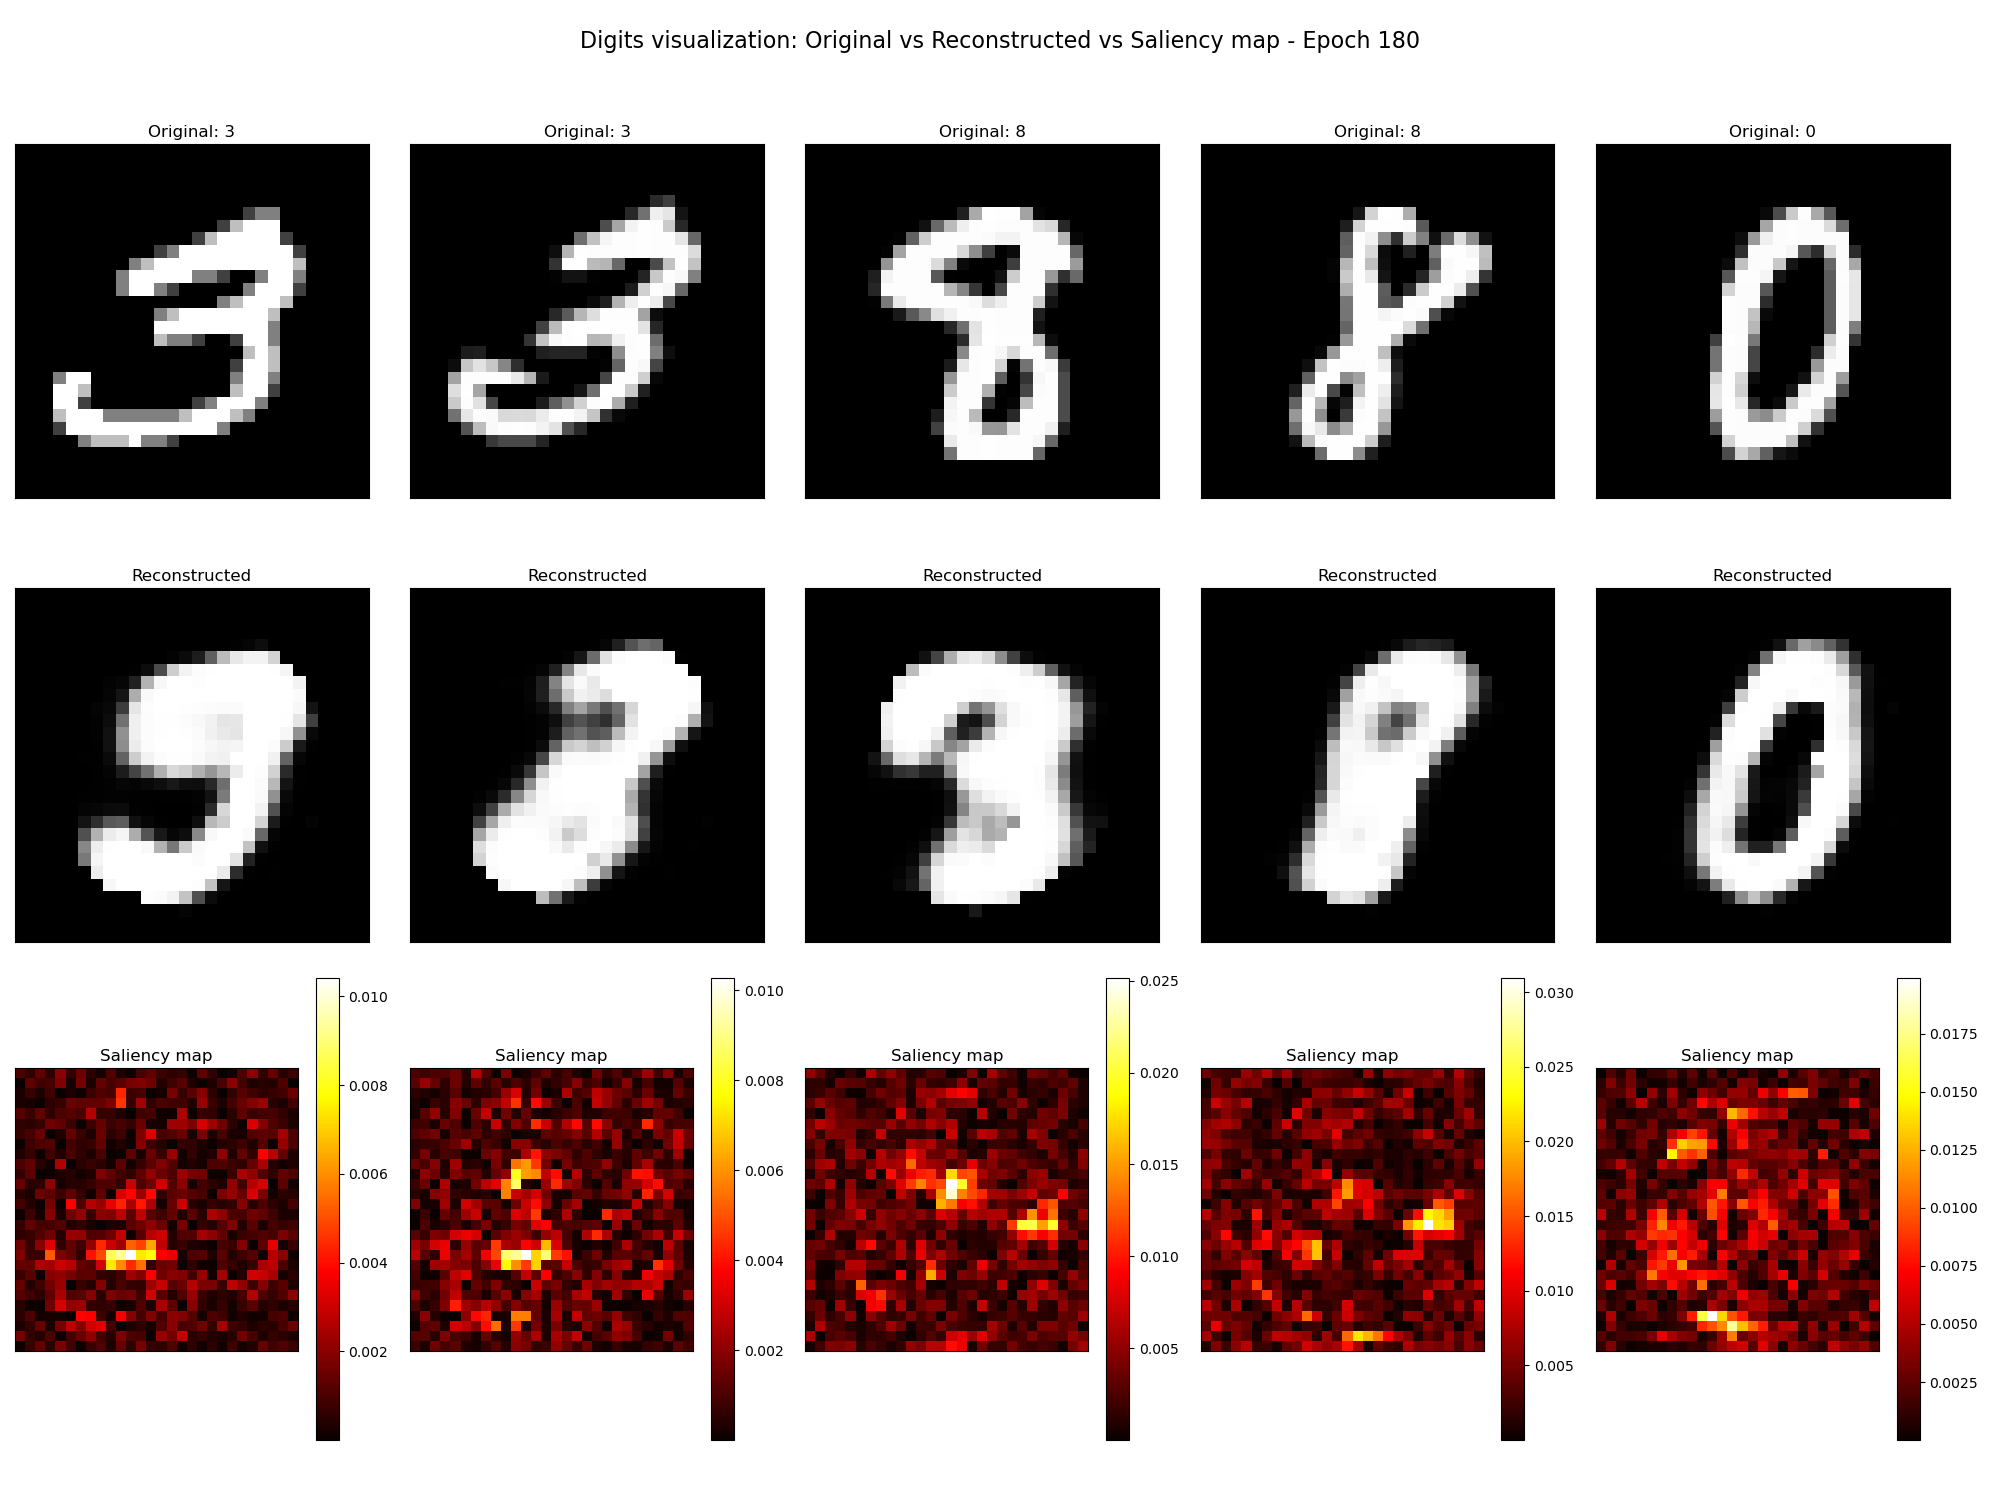 Digits visualization: Original vs Reconstructed vs Saliency map - Epoch 180
Original: 3
Original: 3
Original: 8
Original: 8
Original: 0
Reconstructed
Reconstructed
Reconstructed
Reconstructed
Reconstructed
Saliency map
0.010
0.008
0.006
0.004
0.002
Saliency map
0.010
0.008
0.006
0.004
0.002
Saliency map
0.025
0.020
0.015
0.010
0.005
Saliency map
0.030
0.025
0.020
0.015
0.010
0.005
Saliency map
0.0175
0.0150
0.0125
0.0100
0.0075
0.0050
0.0025